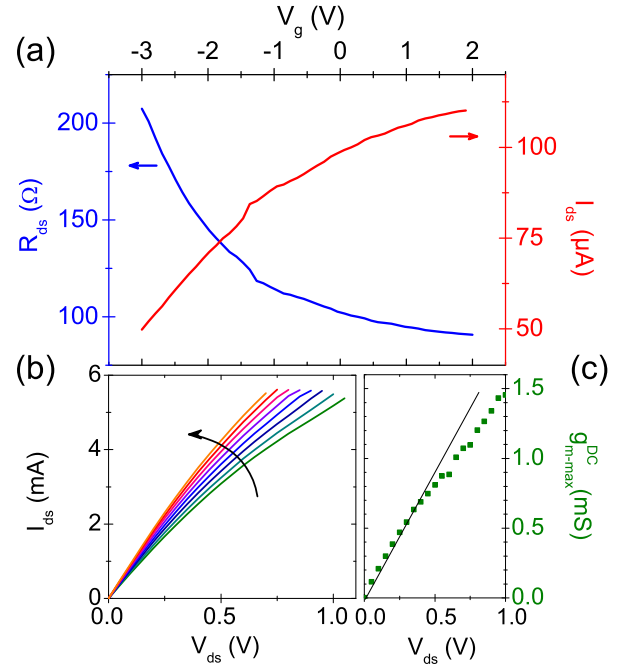 V_g (V)
(a) -3 -2 -1 0 1 2
200
150
100
R_ds (Ω)
100
75
50
I_ds (µA)
(b)
6
4
2
0
I_ds (mA)
0.0 0.5 1.0
V_ds (V)
(c)
1.5
1.0
0.5
0.0
g_m-max^DC (mS)
0.0 0.5 1.0
V_ds (V)